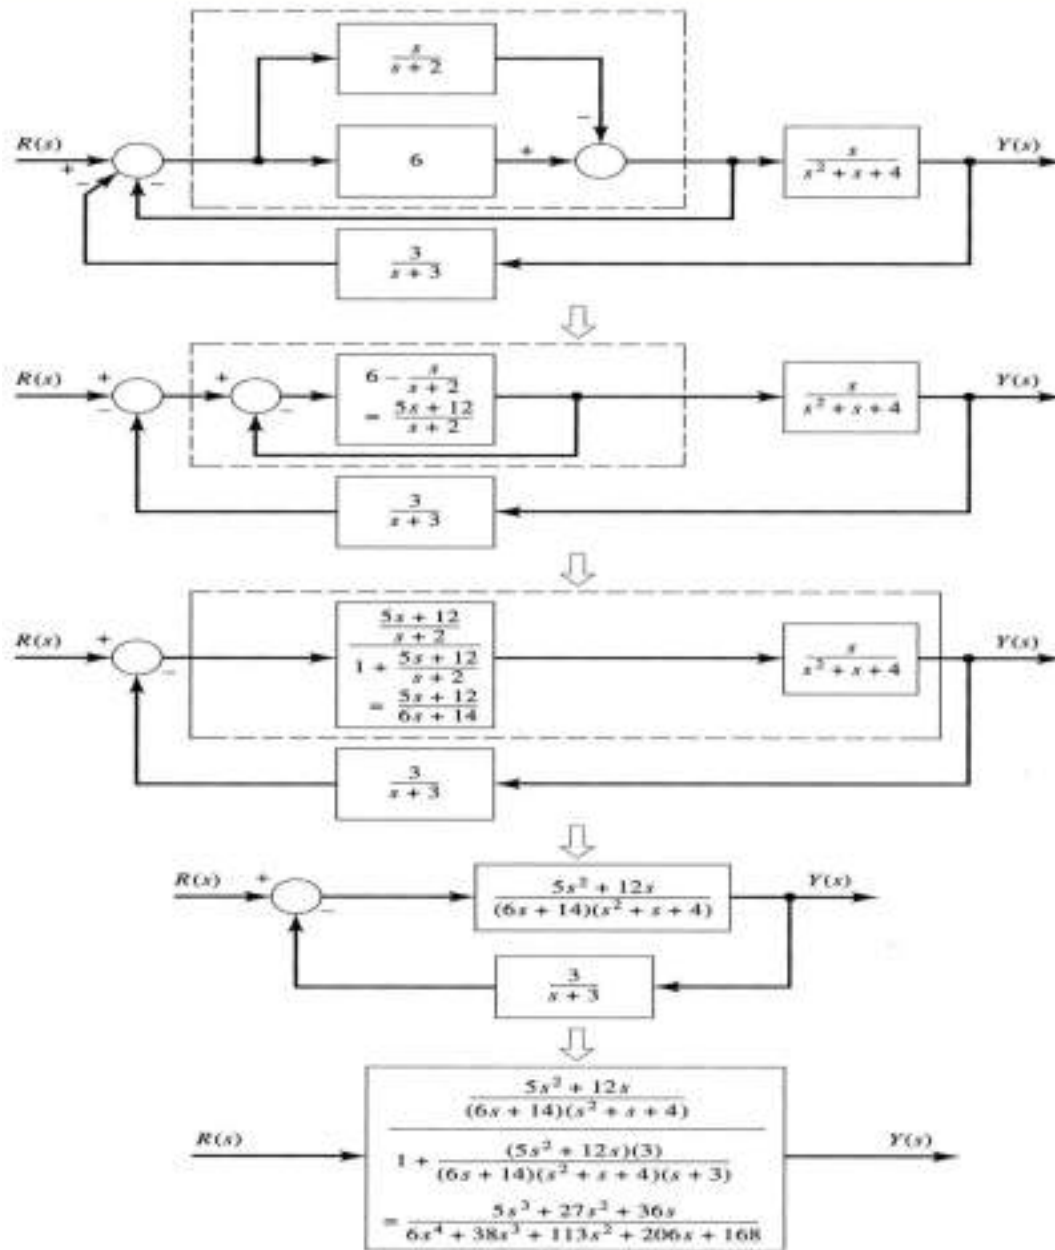 s
s + 2
−
R(s)
+
−
−
6
+
s
s² + s + 4
Y(s)
3
s + 3
R(s)
+
−
+
−
6 − s
s + 2
= 5s + 12
s + 2
s
s² + s + 4
Y(s)
3
s + 3
R(s)
+
−
5s + 12
s + 2
1 + 5s + 12
s + 2
= 5s + 12
6s + 14
s
s² + s + 4
Y(s)
3
s + 3
R(s)
+
−
5s² + 12s
(6s + 14)(s² + s + 4)
Y(s)
3
s + 3
R(s)
5s² + 12s
(6s + 14)(s² + s + 4)
1 + (5s² + 12s)(3)
(6s + 14)(s² + s + 4)(s + 3)
= 5s³ + 27s² + 36s
6s⁴ + 38s³ + 113s² + 206s + 168
Y(s)